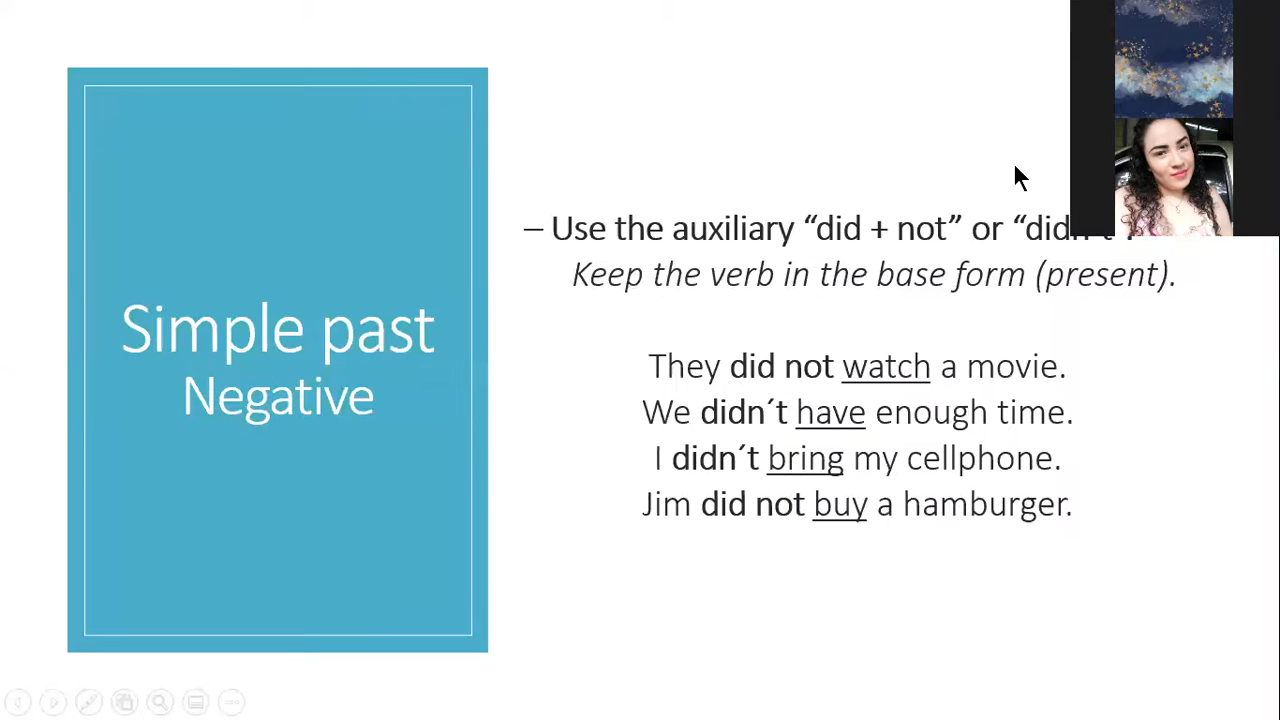 Simple past
Negative
– Use the auxiliary “did + not” or “didn´t”.
Keep the verb in the base form (present).
They did not watch a movie.
We didn´t have enough time.
I didn´t bring my cellphone.
Jim did not buy a hamburger.